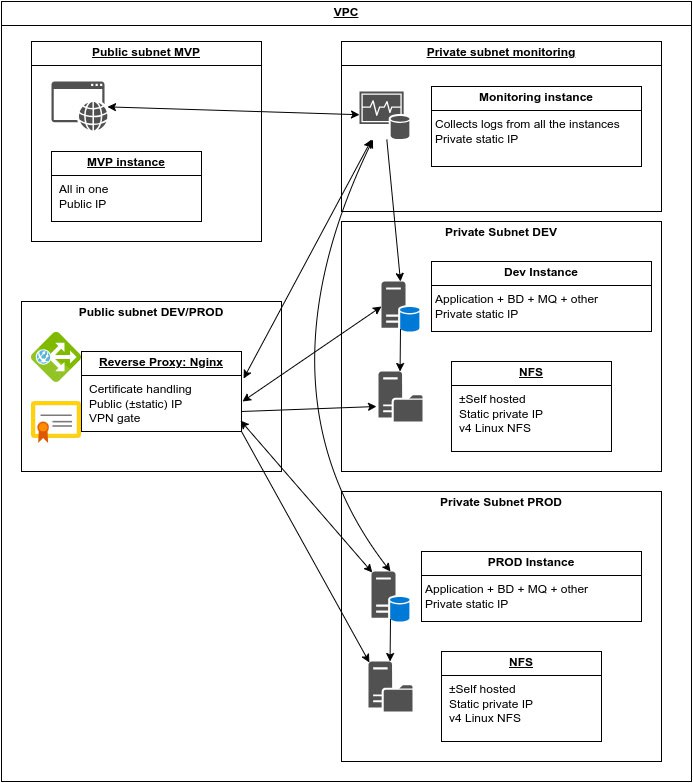 VPC
Public subnet MVP
MVP instance
All in one
Public IP
Private subnet monitoring
Monitoring instance
Collects logs from all the instances
Private static IP
Private Subnet DEV
Dev Instance
Application + BD + MQ + other
Private static IP
NFS
±Self hosted
Static private IP
v4 Linux NFS
Public subnet DEV/PROD
Reverse Proxy: Nginx
Certificate handling
Public (±static) IP
VPN gate
Private Subnet PROD
PROD Instance
Application + BD + MQ + other
Private static IP
NFS
±Self hosted
Static private IP
v4 Linux NFS